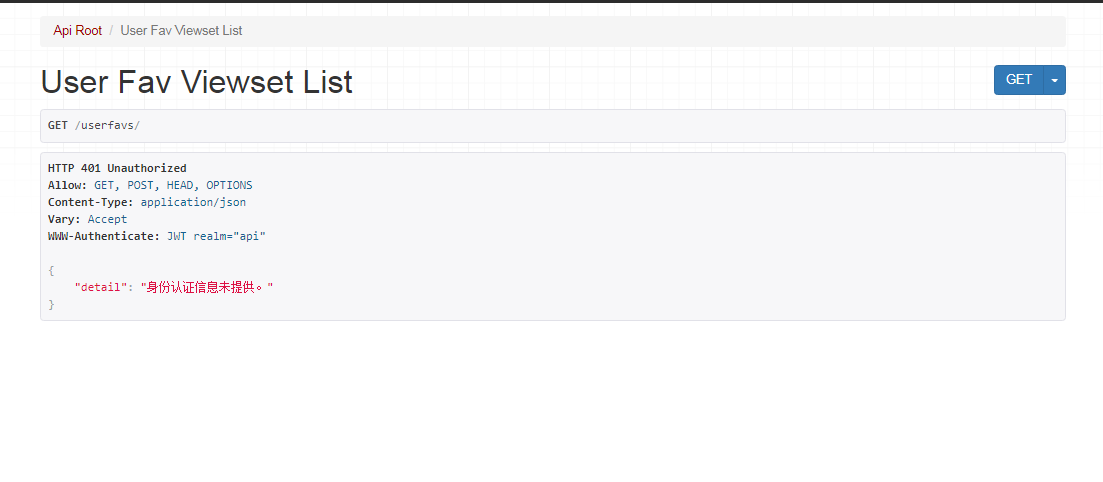 Api Root / User Fav Viewset List
User Fav Viewset List
GET
GET /userfavs/
HTTP 401 Unauthorized
Allow: GET, POST, HEAD, OPTIONS
Content-Type: application/json
Vary: Accept
WWW-Authenticate: JWT realm="api"
{
"detail": "身份认证信息未提供。"
}